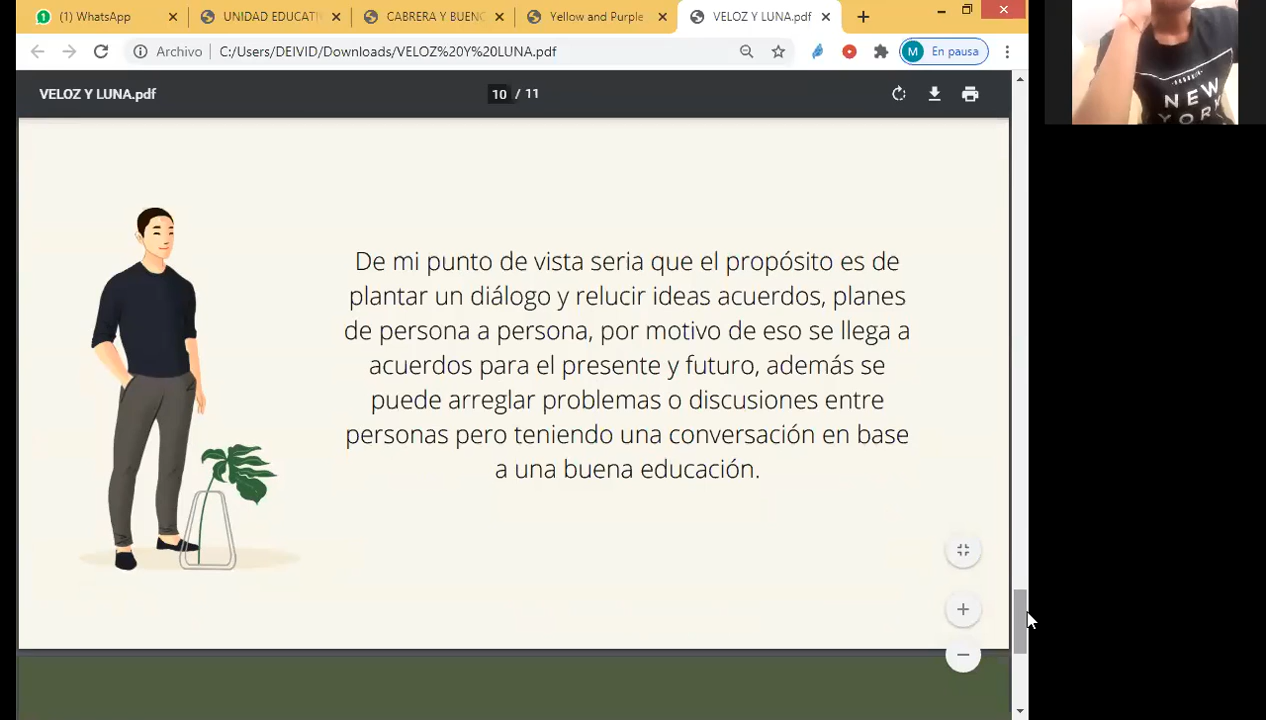 (1) WhatsApp
UNIDAD EDUCATI
CABRERA Y BUENO
Yellow and Purple
VELOZ Y LUNA.pdf
Archivo
C:/Users/DEIVID/Downloads/VELOZ%20Y%20LUNA.pdf
M En pausa
VELOZ Y LUNA.pdf
10 / 11
De mi punto de vista seria que el propósito es de
plantar un diálogo y relucir ideas acuerdos, planes
de persona a persona, por motivo de eso se llega a
acuerdos para el presente y futuro, además se
puede arreglar problemas o discusiones entre
personas pero teniendo una conversación en base
a una buena educación.
NEW
YORK